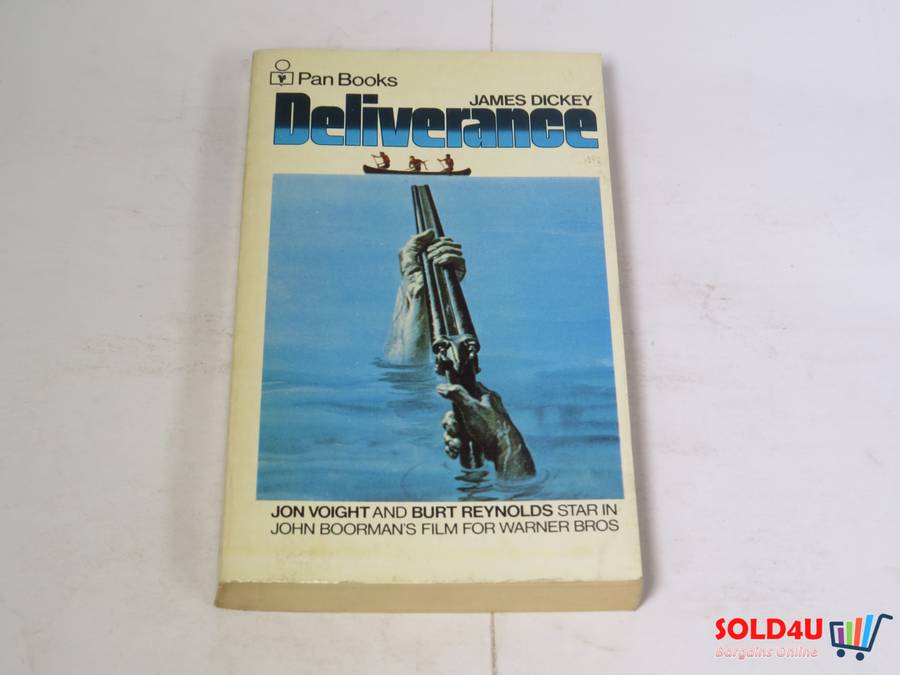 Pan Books
JAMES DICKEY
Deliverance
JON VOIGHT AND BURT REYNOLDS STAR IN
JOHN BOORMAN'S FILM FOR WARNER BROS
SOLD4U
Bargains Online